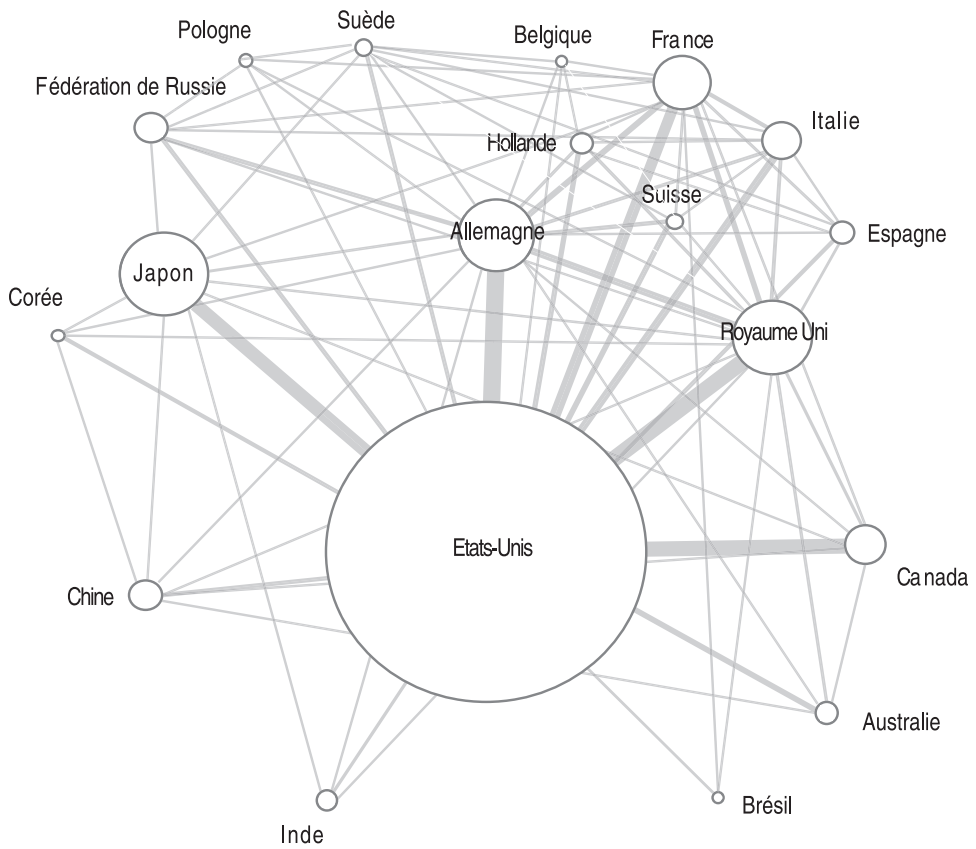 Suède
Pologne
Belgique
France
Fédération de Russie
Italie
Hollande
Suisse
Allemagne
Espagne
Japon
Corée
Royaume Uni
Etats-Unis
Canada
Chine
Australie
Brésil
Inde